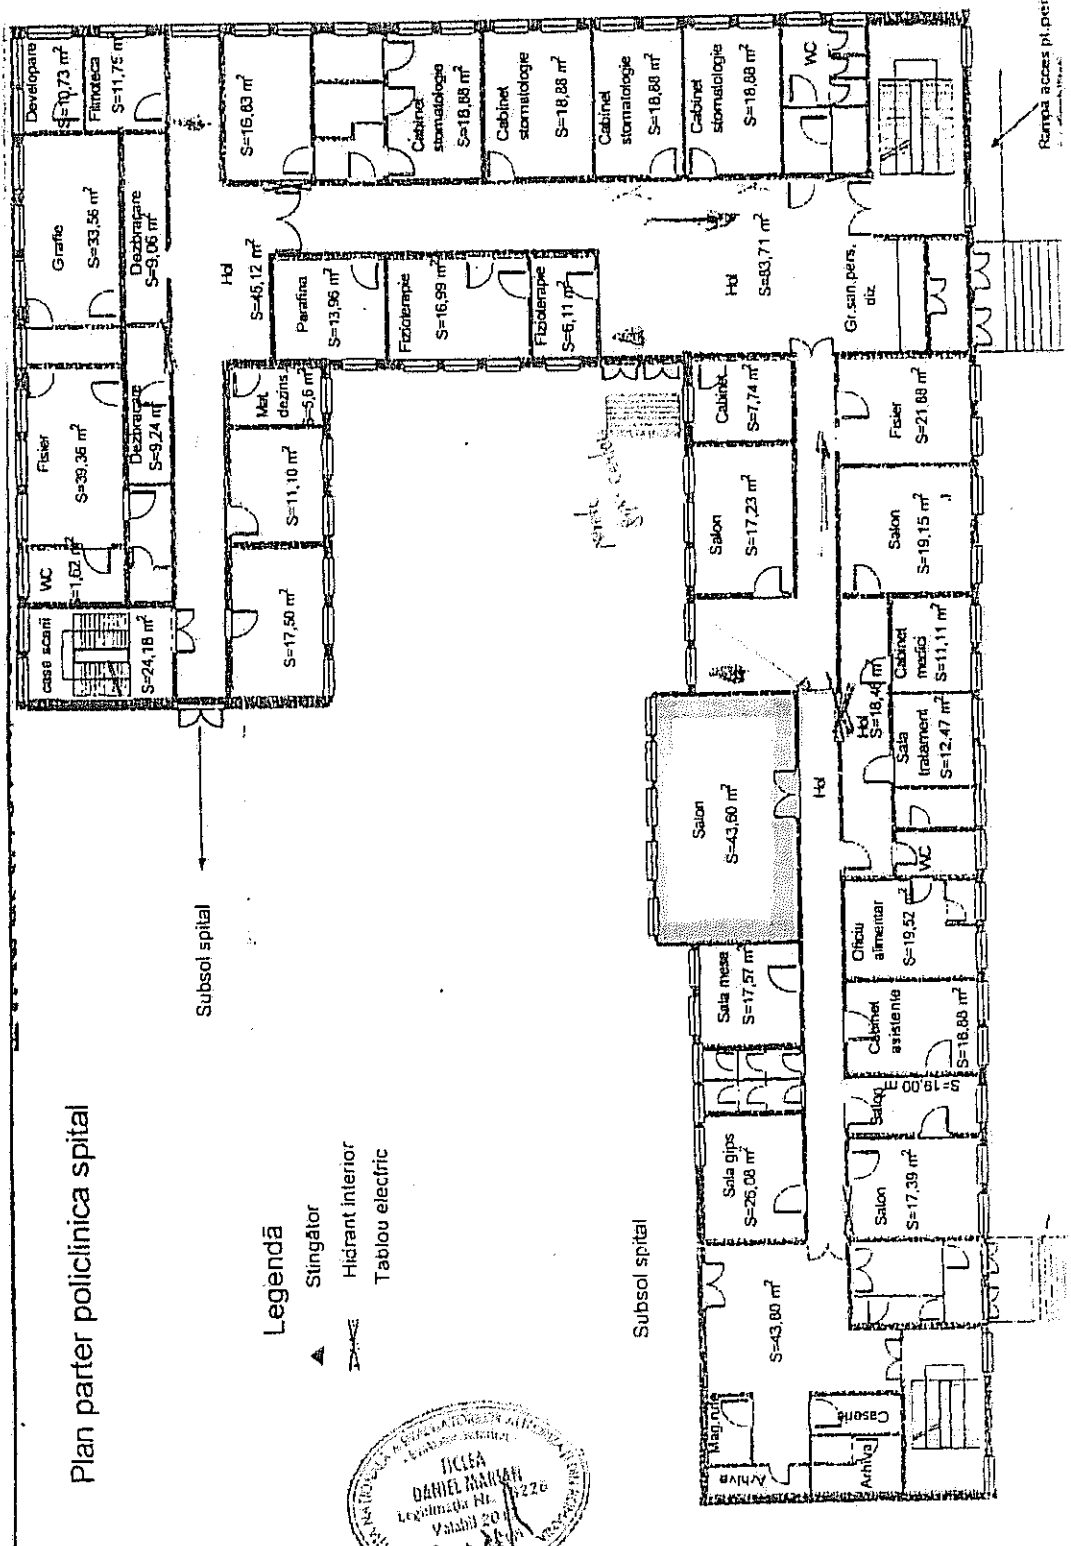 Plan parter policlinica spital
Legendă
Stingător
Hidrant interior
Tablou electric
Subsol spital
Subsol spital
casa scarii
S=24,18 m²
WC
S=1,62 m²
Fisier
S=39,36 m²
Dezbracare
S=9,24 m²
Grafie
S=33,56 m²
Dezbracare
S=9,06 m²
Developare
S=10,73 m²
Filmoteca
S=11,75 m²
S=17,50 m²
S=11,10 m²
Mat. dezins.
S=5,6 m²
Hol
S=45,12 m²
S=16,63 m²
Parafina
S=13,96 m²
Fizioterapie
S=16,99 m²
Fizioterapie
S=6,11 m²
Cabinet
stomatologie
S=18,88 m²
Cabinet
stomatologie
S=18,88 m²
Cabinet
stomatologie
S=18,88 m²
Cabinet
stomatologie
S=18,88 m²
WC
Hol
S=83,71 m²
Gr.san.pers.
diz.
Rampa acces pt.per
Cabinet
S=7,74 m²
Salon
S=17,23 m²
Fisier
S=21,88 m²
Salon
S=19,15 m²
Cabinet
medici
S=11,11 m²
Hol
S=18,48 m²
Sala
tratament
S=12,47 m²
WC
Salon
S=43,60 m²
Hol
Oficiu
alimentar
S=19,52 m²
Sala mese
S=17,57 m²
Cabinet
asistente
S=18,88 m²
Salon
S=19,00 m
Sala gips
S=26,08 m²
Salon
S=17,39 m²
S=43,80 m²
Mag.rufe
Arhiva
Arhiva
Caserie
DANIEL MARIAN